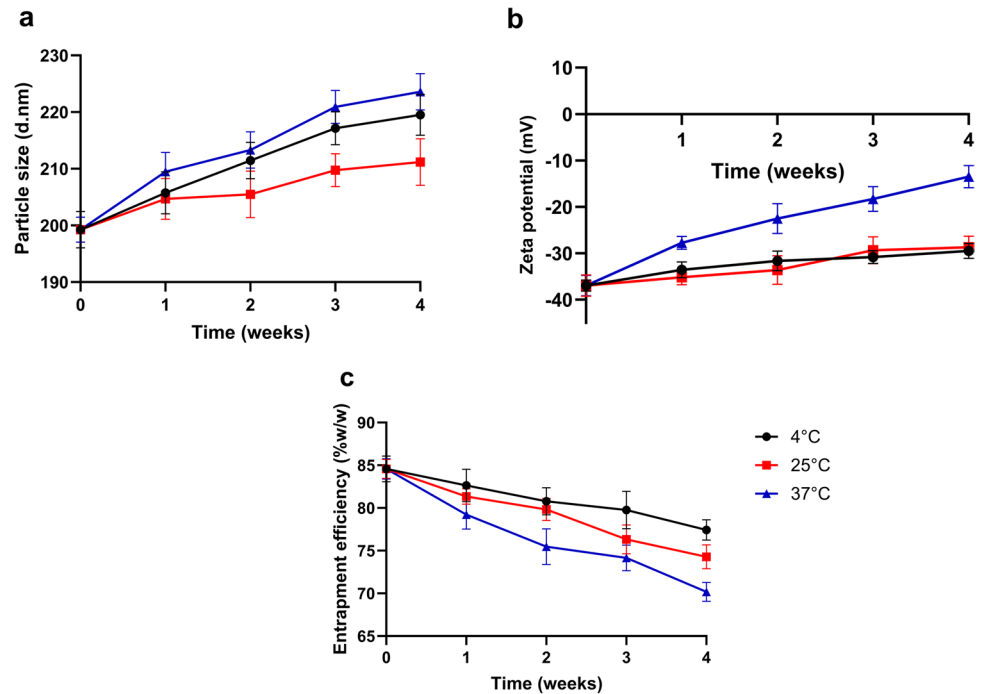 a
Particle size (d.nm)
230
220
210
200
190
0 1 2 3 4
Time (weeks)
b
Zeta potential (mV)
10
0
-10
-20
-30
-40
1 2 3 4
Time (weeks)
c
Entrapment efficiency (%w/w)
90
85
80
75
70
65
0 1 2 3 4
Time (weeks)
4°C
25°C
37°C